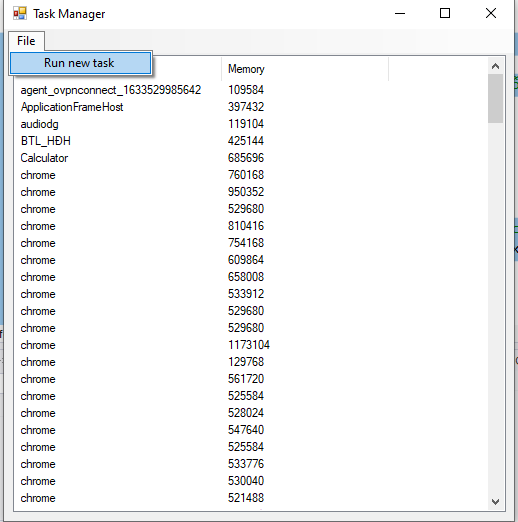 Task Manager
File
Run new task
Memory
agent_ovpnconnect_1633529985642 109584
ApplicationFrameHost 397432
audiodg 119104
BTL_HĐH 425144
Calculator 685696
chrome 760168
chrome 950352
chrome 529680
chrome 810416
chrome 754168
chrome 609864
chrome 658008
chrome 533912
chrome 529680
chrome 529680
chrome 1173104
chrome 129768
chrome 561720
chrome 525584
chrome 528024
chrome 547640
chrome 525584
chrome 533776
chrome 530040
chrome 521488